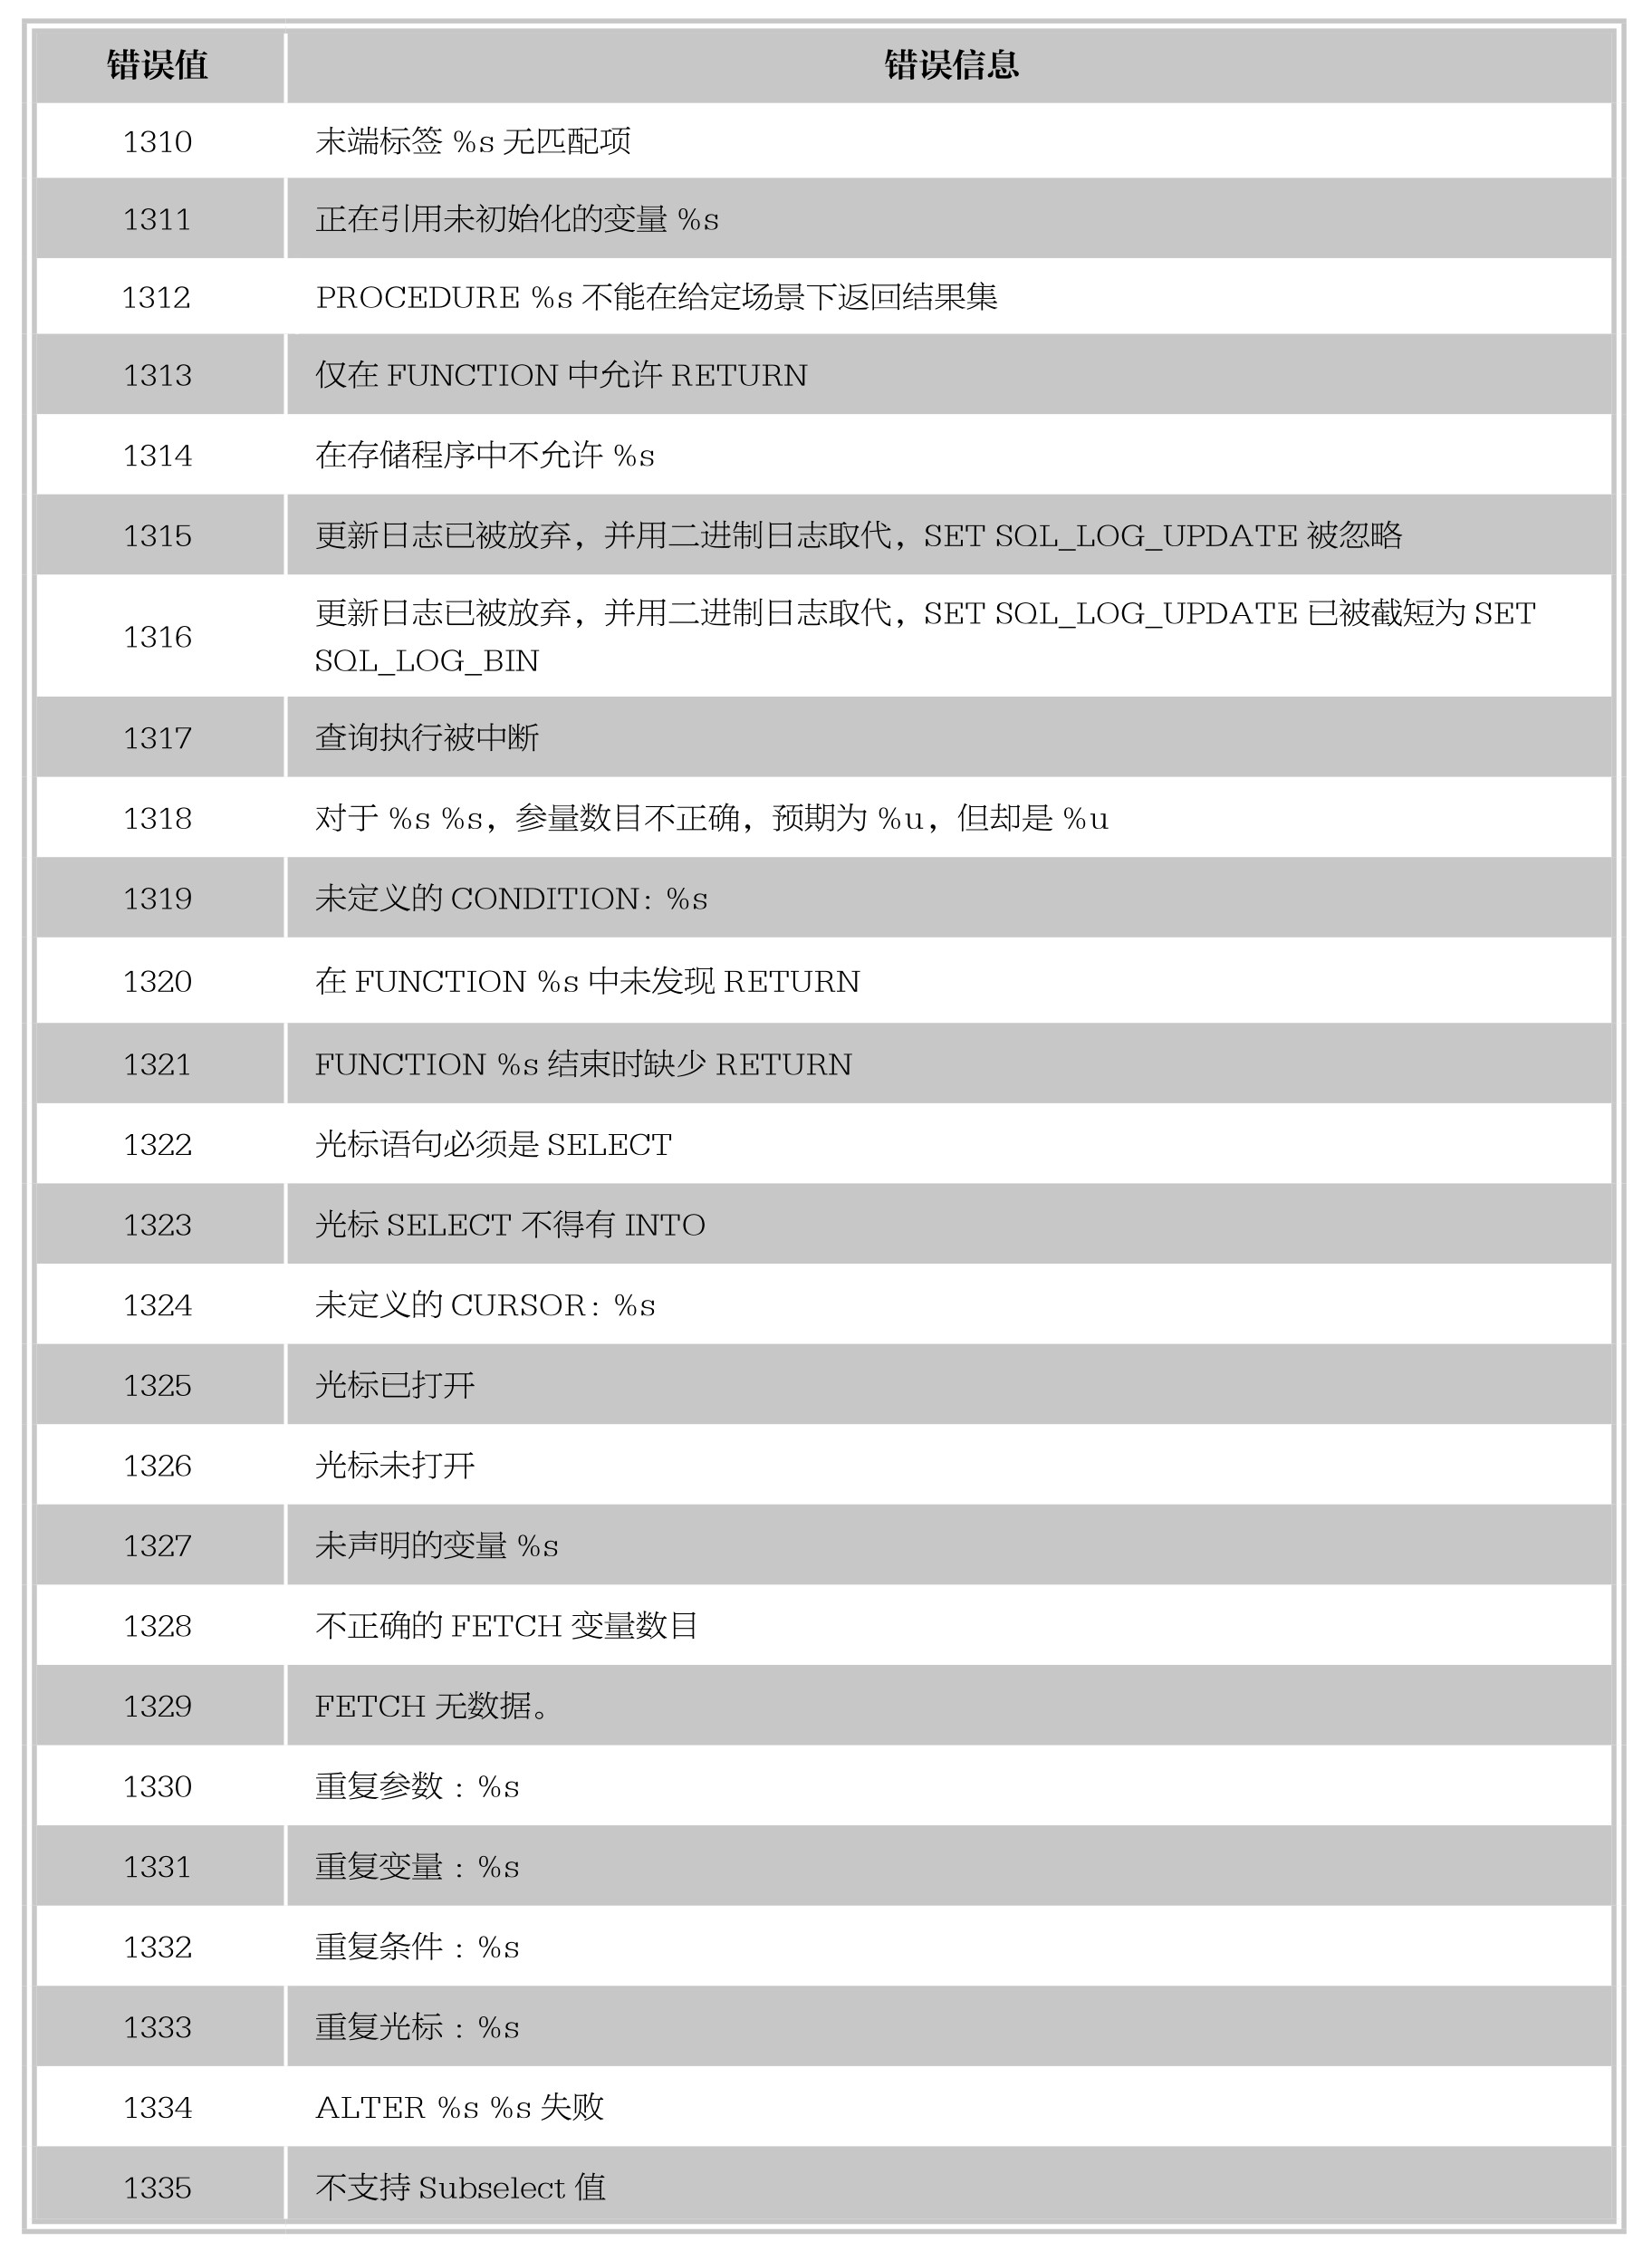 错误值 错误信息
1310 末端标签 %s 无匹配项
1311 正在引用未初始化的变量 %s
1312 PROCEDURE %s 不能在给定场景下返回结果集
1313 仅在 FUNCTION 中允许 RETURN
1314 在存储程序中不允许 %s
1315 更新日志已被放弃，并用二进制日志取代，SET SQL_LOG_UPDATE 被忽略
1316 更新日志已被放弃，并用二进制日志取代，SET SQL_LOG_UPDATE 已被截短为 SET
SQL_LOG_BIN
1317 查询执行被中断
1318 对于 %s %s，参量数目不正确，预期为 %u，但却是 %u
1319 未定义的 CONDITION：%s
1320 在 FUNCTION %s 中未发现 RETURN
1321 FUNCTION %s 结束时缺少 RETURN
1322 光标语句必须是 SELECT
1323 光标 SELECT 不得有 INTO
1324 未定义的 CURSOR：%s
1325 光标已打开
1326 光标未打开
1327 未声明的变量 %s
1328 不正确的 FETCH 变量数目
1329 FETCH 无数据。
1330 重复参数：%s
1331 重复变量：%s
1332 重复条件：%s
1333 重复光标：%s
1334 ALTER %s %s 失败
1335 不支持 Subselect 值